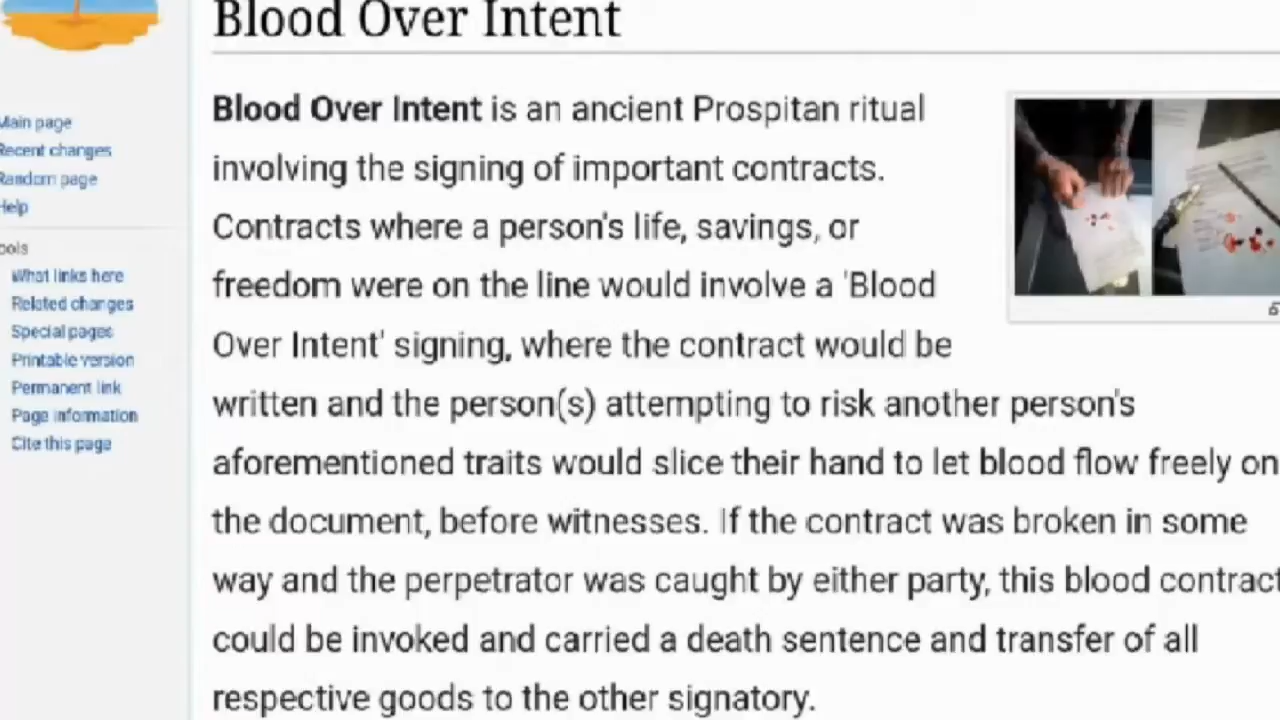 Blood Over Intent
Blood Over Intent is an ancient Prospitan ritual
involving the signing of important contracts.
Contracts where a person's life, savings, or
freedom were on the line would involve a 'Blood
Over Intent' signing, where the contract would be
written and the person(s) attempting to risk another person's
aforementioned traits would slice their hand to let blood flow freely on
the document, before witnesses. If the contract was broken in some
way and the perpetrator was caught by either party, this blood contract
could be invoked and carried a death sentence and transfer of all
respective goods to the other signatory.
Main page
Recent changes
Random page
Help
ools
What links here
Related changes
Special pages
Printable version
Permanent link
Page information
Cite this page